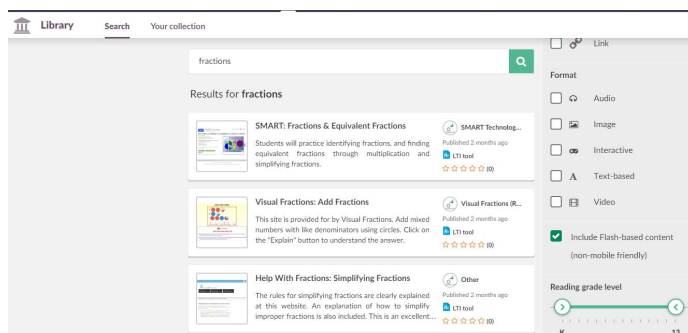 Library
Search
Your collection
fractions
Results for fractions
SMART: Fractions & Equivalent Fractions
Students will practice identifying fractions, and finding
equivalent fractions through multiplication and
simplifying fractions.
SMART Technolog...
Published 2 months ago
LTI tool
(0)
Visual Fractions: Add Fractions
This site is provided for by Visual Fractions. Add mixed
numbers with like denominators using circles. Click on
the "Explain" button to understand the answer.
Visual Fractions (R...
Published 2 months ago
LTI tool
(0)
Help With Fractions: Simplifying Fractions
The rules for simplifying fractions are clearly explained
at this website. An explanation of how to simplify
improper fractions is also included. This is an excellent...
Other
Published 2 months ago
LTI tool
(0)
Link
Format
Audio
Image
Interactive
A Text-based
Video
Include Flash-based content
(non-mobile friendly)
Reading grade level
K 12